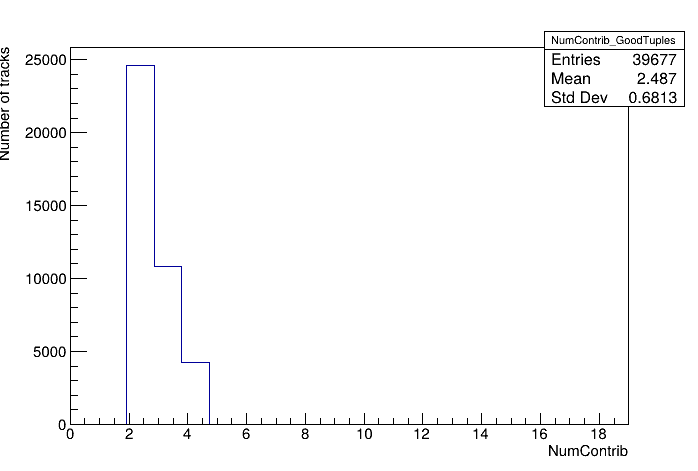 NumContrib_GoodTuples
Entries 39677
Mean 2.487
Std Dev 0.6813
Number of tracks
25000
20000
15000
10000
5000
0
0 2 4 6 8 10 12 14 16 18
NumContrib